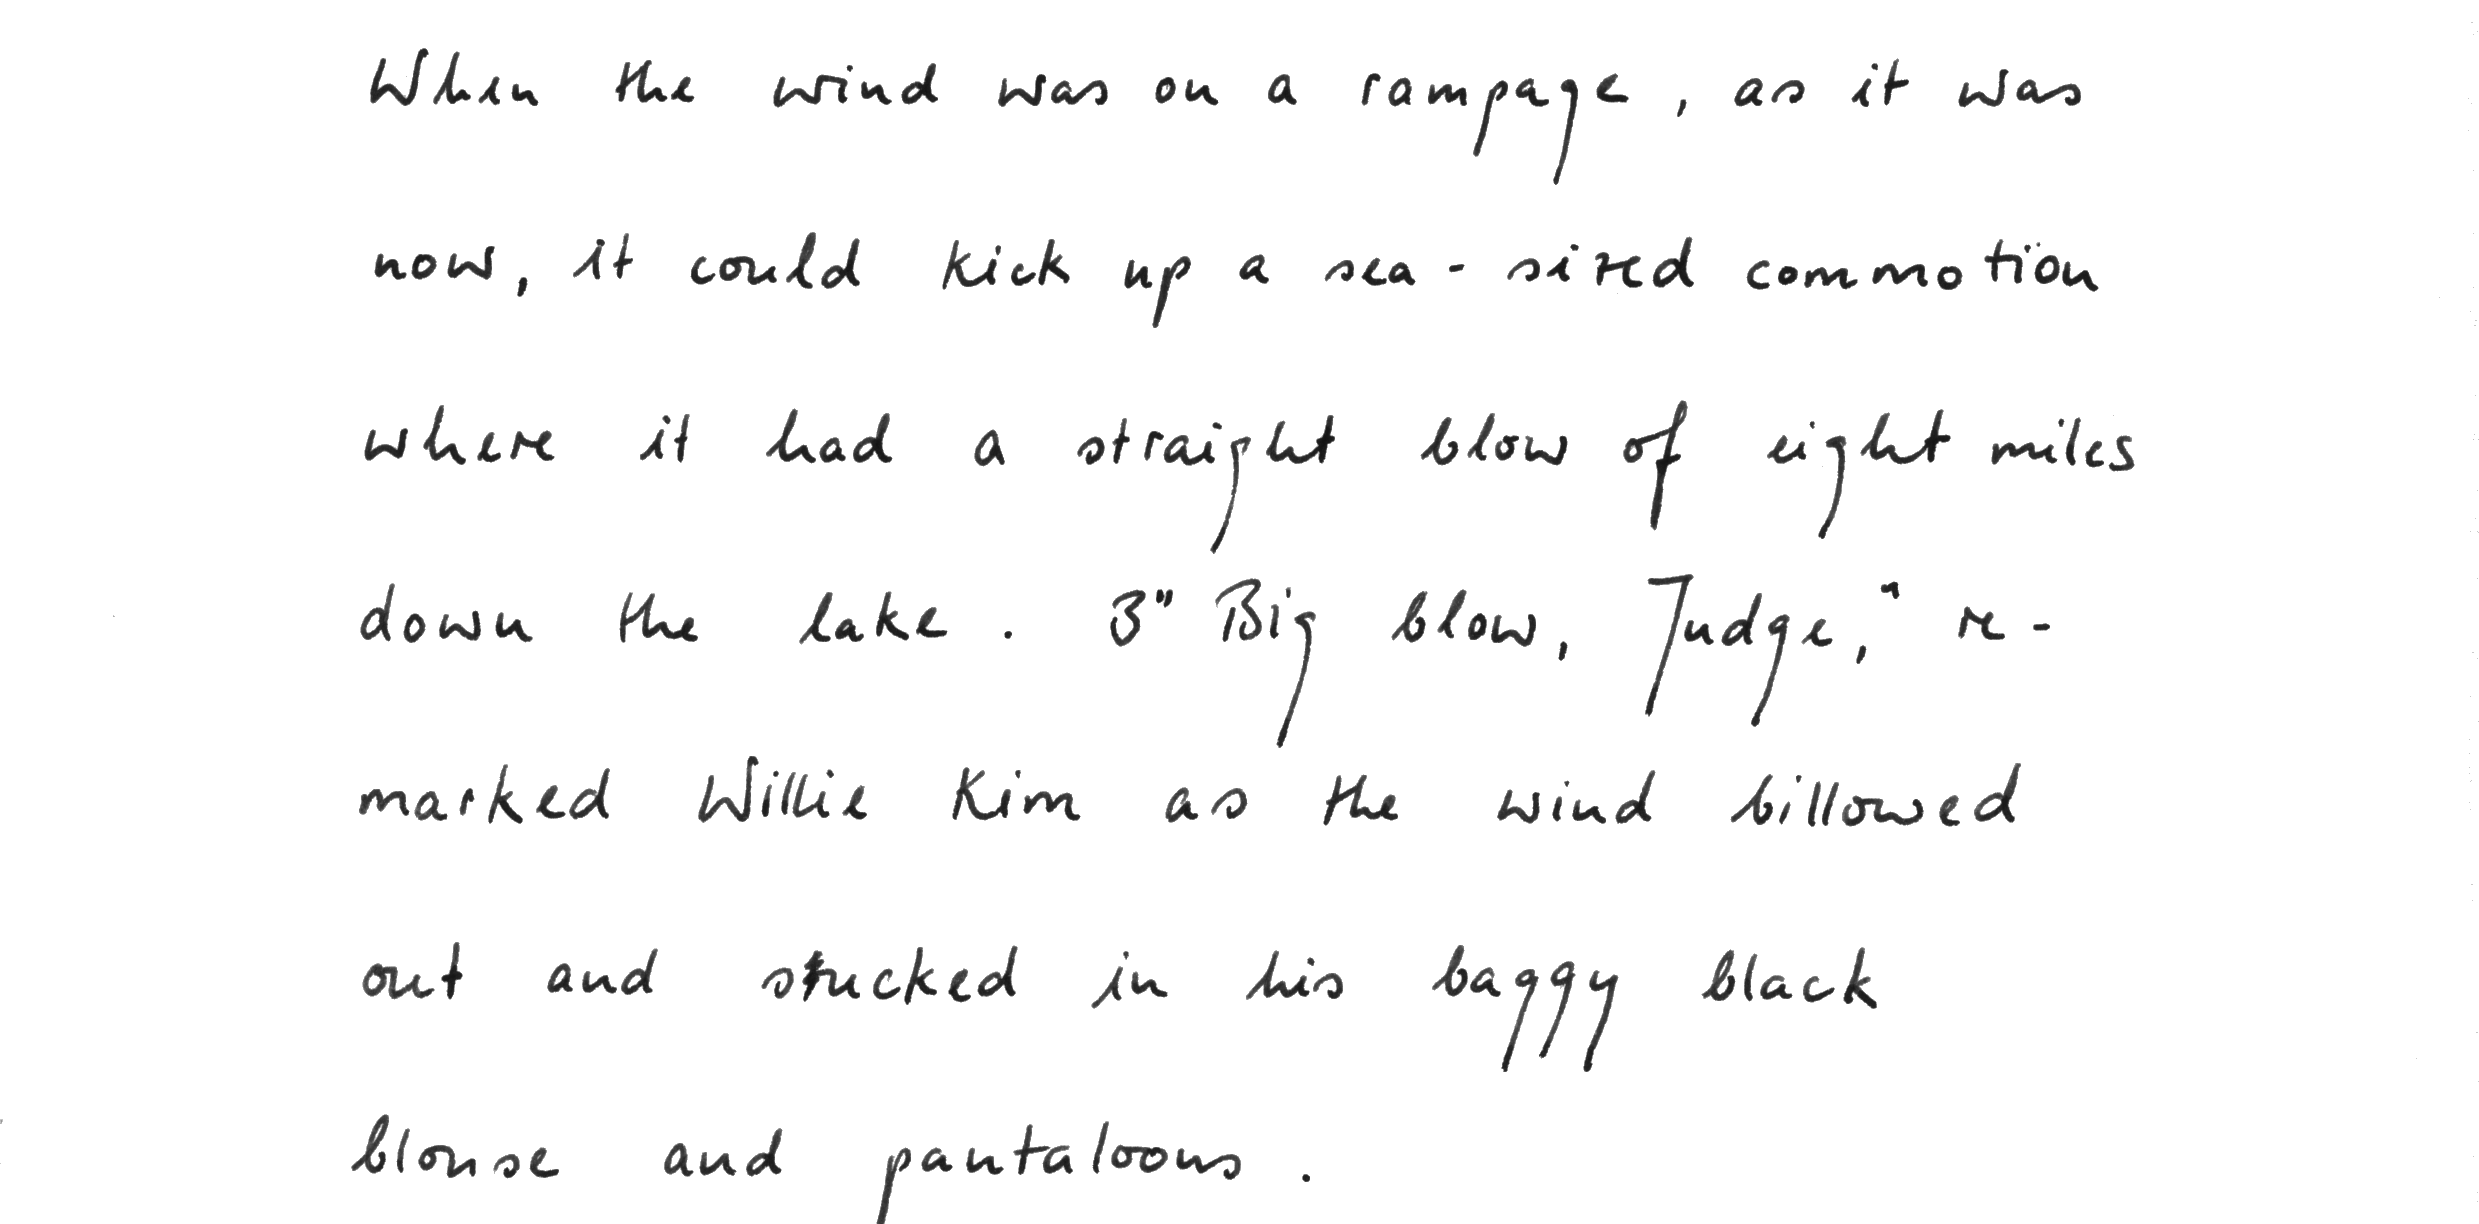 When the wind was on a rampage, as it was
now, it could kick up a sea-sized commotion
where it had a straight blow of eight miles
down the lake. 3" Big blow, Judge," re-
marked Willie Kim as the wind billowed
out and stucked in his baggy black
blouse and pantaloons.